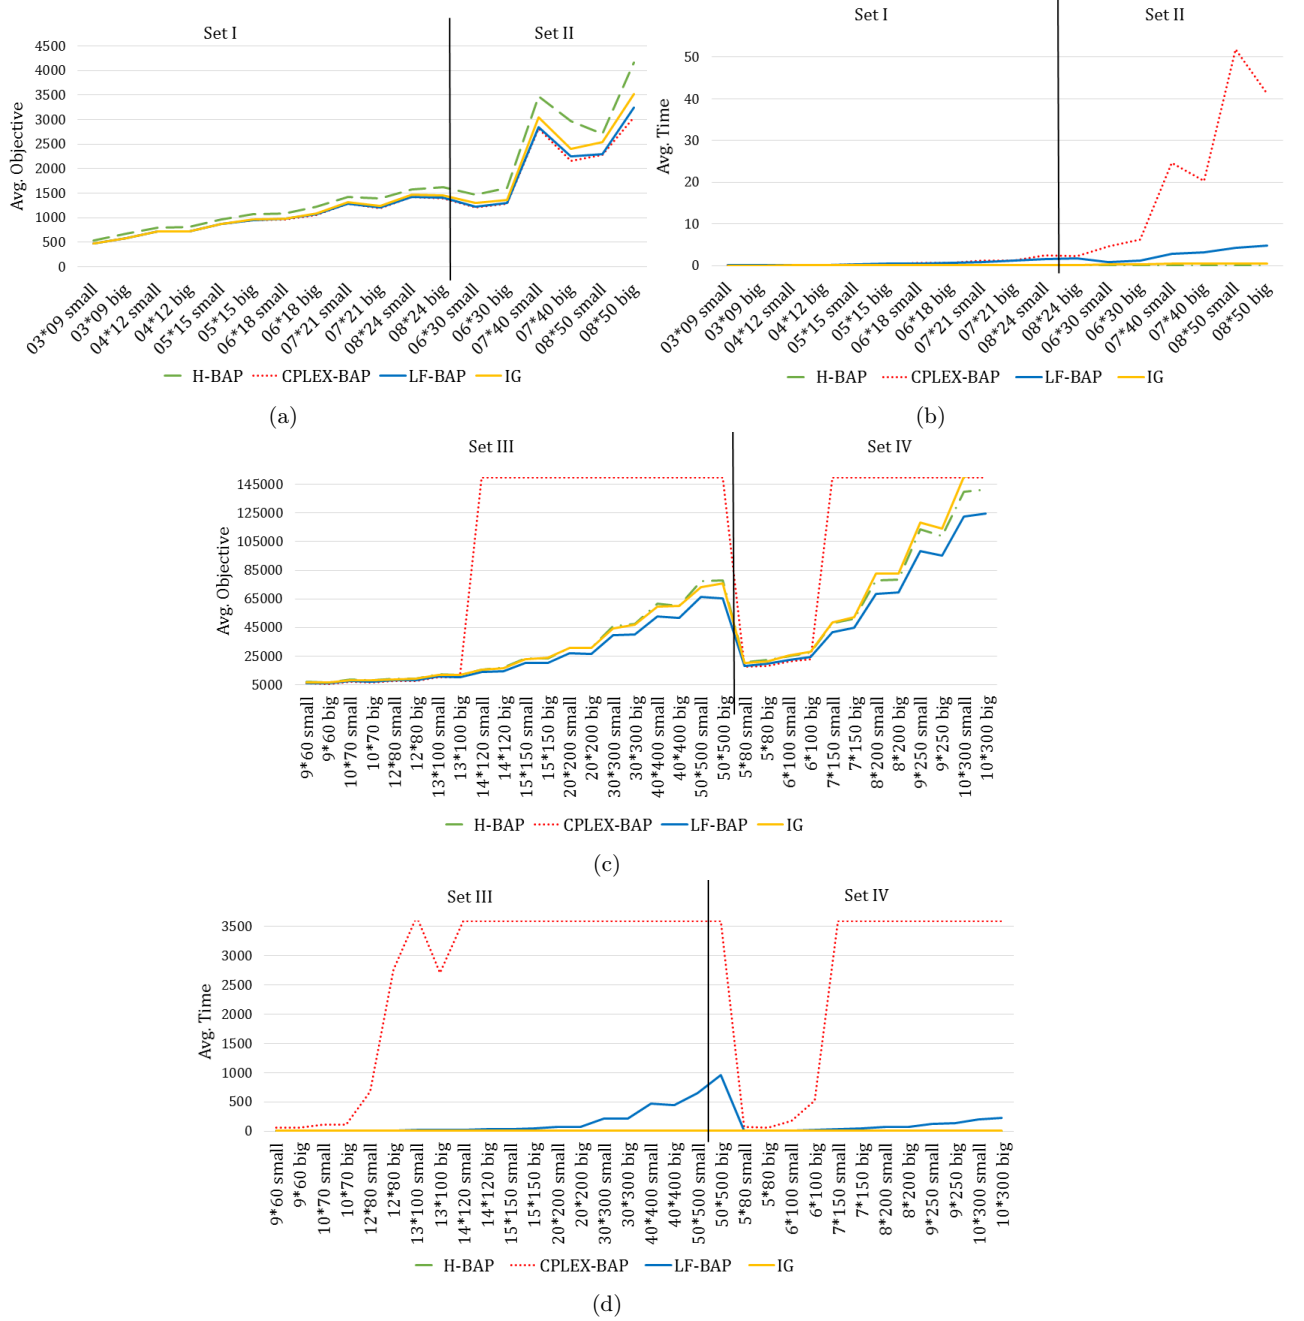 Set I
Set II
Avg. Objective
4500
4000
3500
3000
2500
2000
1500
1000
500
0
03*09 small
03*09 big
04*12 small
04*12 big
05*15 small
05*15 big
06*18 small
06*18 big
07*21 small
07*21 big
08*24 small
08*24 big
06*30 small
06*30 big
07*40 small
07*40 big
08*50 small
08*50 big
H-BAP CPLEX-BAP LF-BAP IG
(a)
Set I
Set II
Avg. Time
50
40
30
20
10
0
03*09 small
03*09 big
04*12 small
04*12 big
05*15 small
05*15 big
06*18 small
06*18 big
07*21 small
07*21 big
08*24 small
08*24 big
06*30 small
06*30 big
07*40 small
07*40 big
08*50 small
08*50 big
H-BAP CPLEX-BAP LF-BAP IG
(b)
Set III
Set IV
Avg. Objective
145000
125000
105000
85000
65000
45000
25000
5000
9*60 small
9*60 big
10*70 small
10*70 big
12*80 small
12*80 big
13*100 small
13*100 big
14*120 small
14*120 big
15*150 small
15*150 big
20*200 small
20*200 big
30*300 small
30*300 big
40*400 small
40*400 big
50*500 small
50*500 big
5*80 small
5*80 big
6*100 small
6*100 big
7*150 small
7*150 big
8*200 small
8*200 big
9*250 small
9*250 big
10*300 small
10*300 big
H-BAP CPLEX-BAP LF-BAP IG
(c)
Set III
Set IV
Avg. Time
3500
3000
2500
2000
1500
1000
500
0
9*60 small
9*60 big
10*70 small
10*70 big
12*80 small
12*80 big
13*100 small
13*100 big
14*120 small
14*120 big
15*150 small
15*150 big
20*200 small
20*200 big
30*300 small
30*300 big
40*400 small
40*400 big
50*500 small
50*500 big
5*80 small
5*80 big
6*100 small
6*100 big
7*150 small
7*150 big
8*200 small
8*200 big
9*250 small
9*250 big
10*300 small
10*300 big
H-BAP CPLEX-BAP LF-BAP IG
(d)